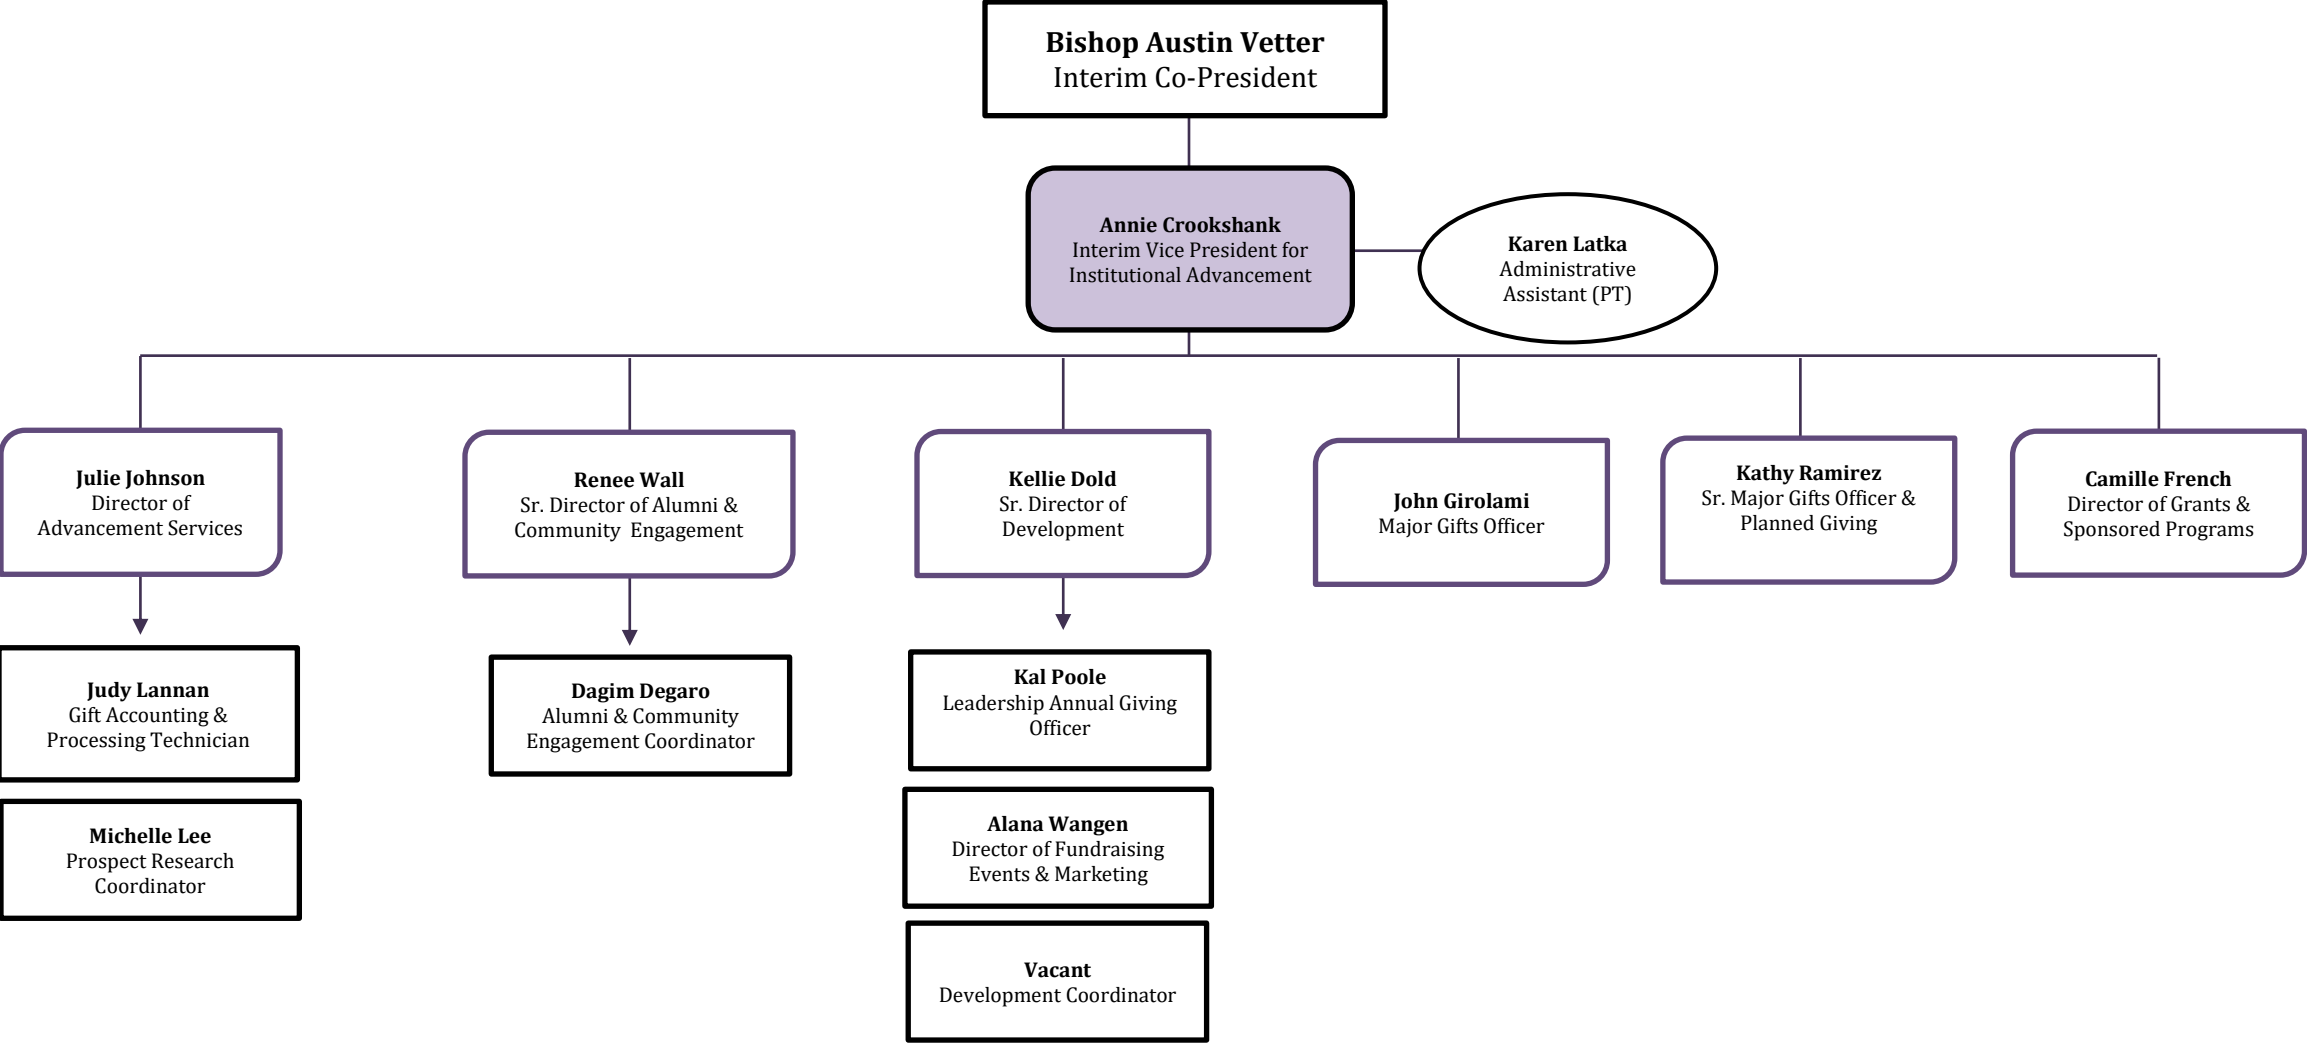 Bishop Austin Vetter
Interim Co-President
Annie Crookshank
Interim Vice President for
Institutional Advancement
Karen Latka
Administrative
Assistant (PT)
Julie Johnson
Director of
Advancement Services
Renee Wall
Sr. Director of Alumni &
Community Engagement
Kellie Dold
Sr. Director of
Development
John Girolami
Major Gifts Officer
Kathy Ramirez
Sr. Major Gifts Officer &
Planned Giving
Camille French
Director of Grants &
Sponsored Programs
Judy Lannan
Gift Accounting &
Processing Technician
Michelle Lee
Prospect Research
Coordinator
Dagim Degaro
Alumni & Community
Engagement Coordinator
Kal Poole
Leadership Annual Giving
Officer
Alana Wangen
Director of Fundraising
Events & Marketing
Vacant
Development Coordinator